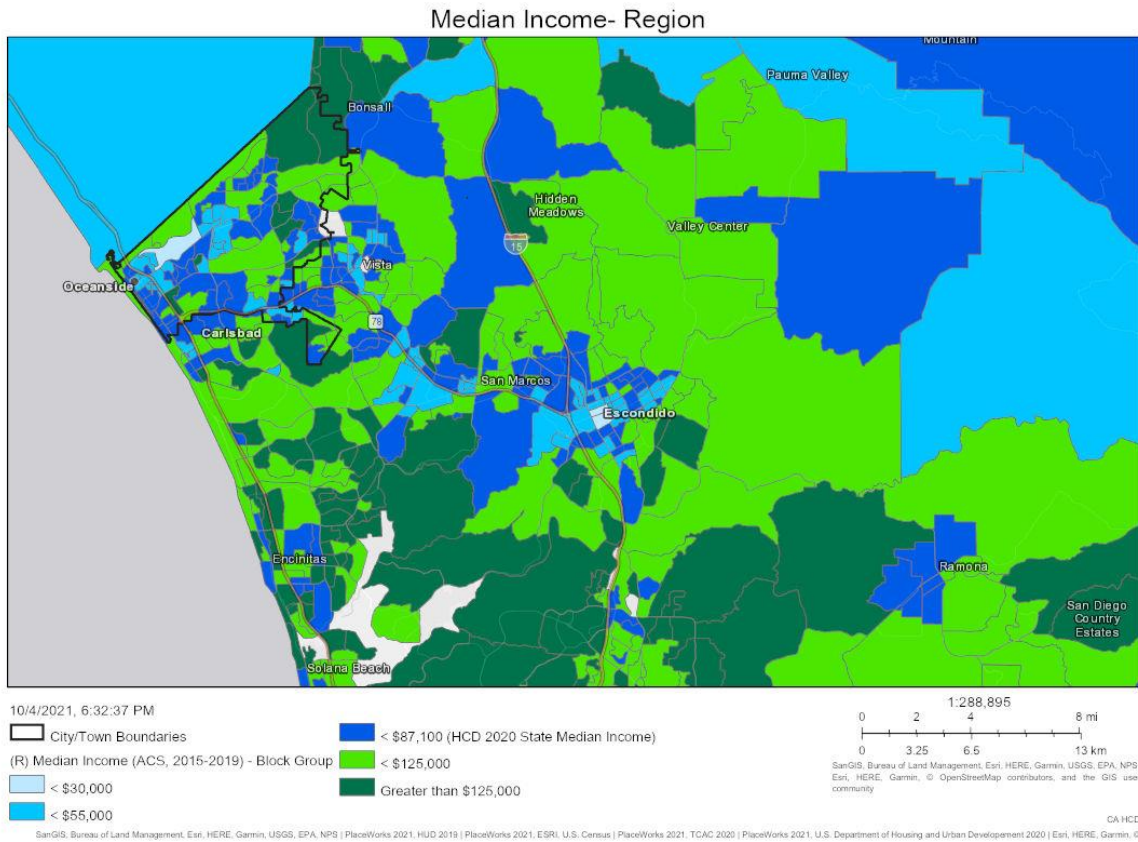 Median Income- Region
Mountain
Pauma Valley
Bonsall
Hidden
Meadows
Valley Center
15
Vista
Oceanside
Carlsbad
78
San Marcos
Escondido
Encinitas
Ramona
San Diego
Country
Estates
Solana Beach
10/4/2021, 6:32:37 PM
City/Town Boundaries
(R) Median Income (ACS, 2015-2019) - Block Group
< $30,000
< $55,000
< $87,100 (HCD 2020 State Median Income)
< $125,000
Greater than $125,000
1:288,895
0 2 4 8 mi
0 3.25 6.5 13 km
SanGIS, Bureau of Land Management, Esri, HERE, Garmin, USGS, EPA, NPS
Esri, HERE, Garmin, © OpenStreetMap contributors, and the GIS use
community
CA HCD
SanGIS, Bureau of Land Management, Esri, HERE, Garmin, USGS, EPA, NPS | PlaceWorks 2021, HUD 2019 | PlaceWorks 2021, ESRI, U.S. Census | PlaceWorks 2021, TCAC 2020 | PlaceWorks 2021, U.S. Department of Housing and Urban Developement 2020 | Esri, HERE, Garmin, ©